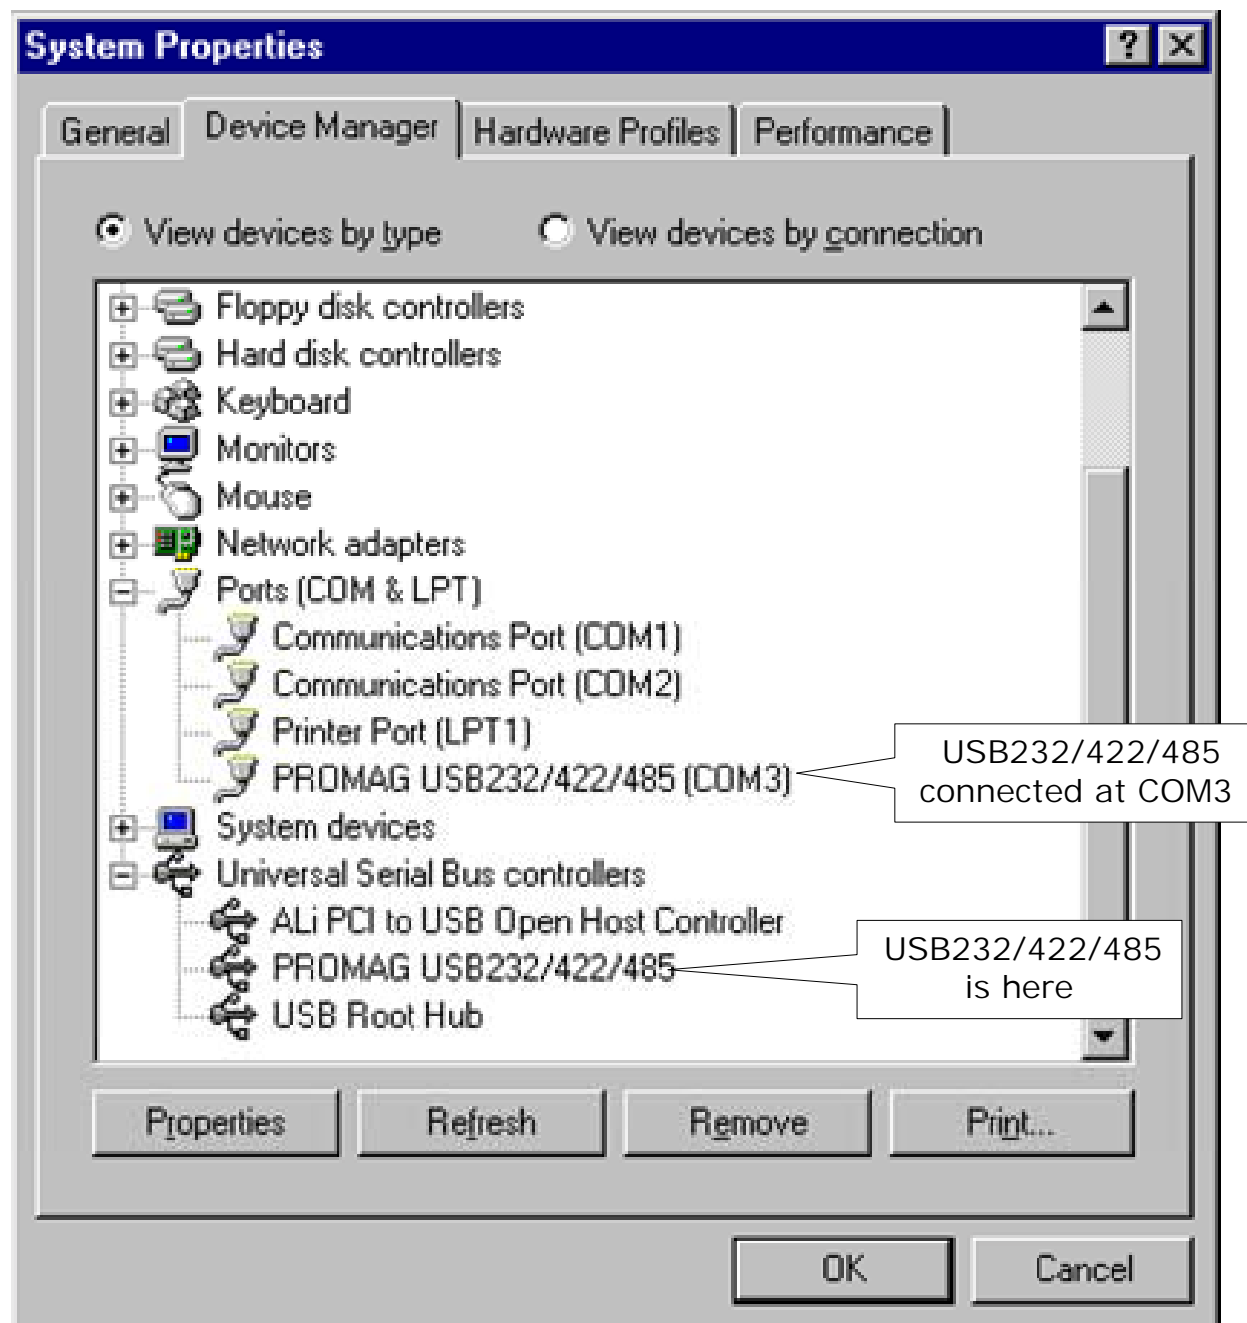 System Properties
General Device Manager Hardware Profiles Performance
View devices by type View devices by connection
Floppy disk controllers
Hard disk controllers
Keyboard
Monitors
Mouse
Network adapters
Ports (COM & LPT)
Communications Port (COM1)
Communications Port (COM2)
Printer Port (LPT1)
PROMAG USB232/422/485 (COM3)
USB232/422/485
connected at COM3
System devices
Universal Serial Bus controllers
ALi PCI to USB Open Host Controller
PROMAG USB232/422/485
USB232/422/485
is here
USB Root Hub
Properties Refresh Remove Print...
OK Cancel